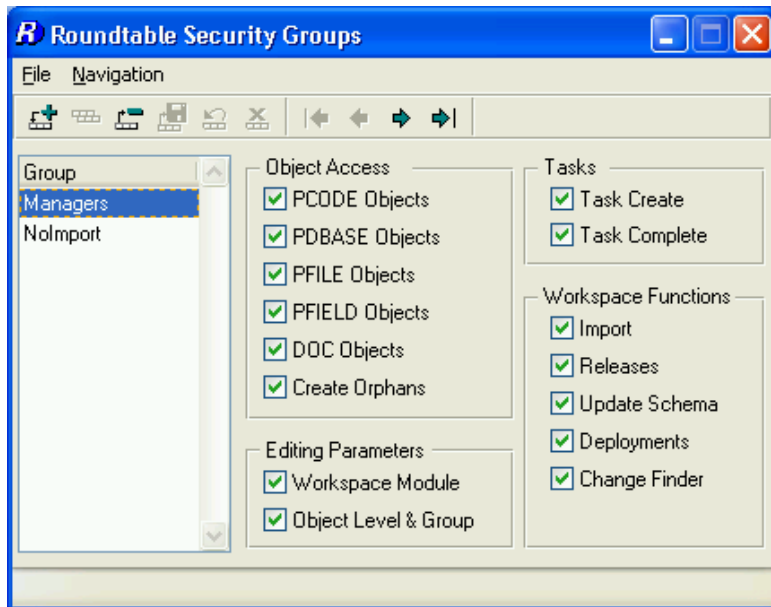 Roundtable Security Groups
File Navigation
Group
Managers
NoImport
Object Access
PCODE Objects
PDBASE Objects
PFILE Objects
PFIELD Objects
DOC Objects
Create Orphans
Editing Parameters
Workspace Module
Object Level & Group
Tasks
Task Create
Task Complete
Workspace Functions
Import
Releases
Update Schema
Deployments
Change Finder